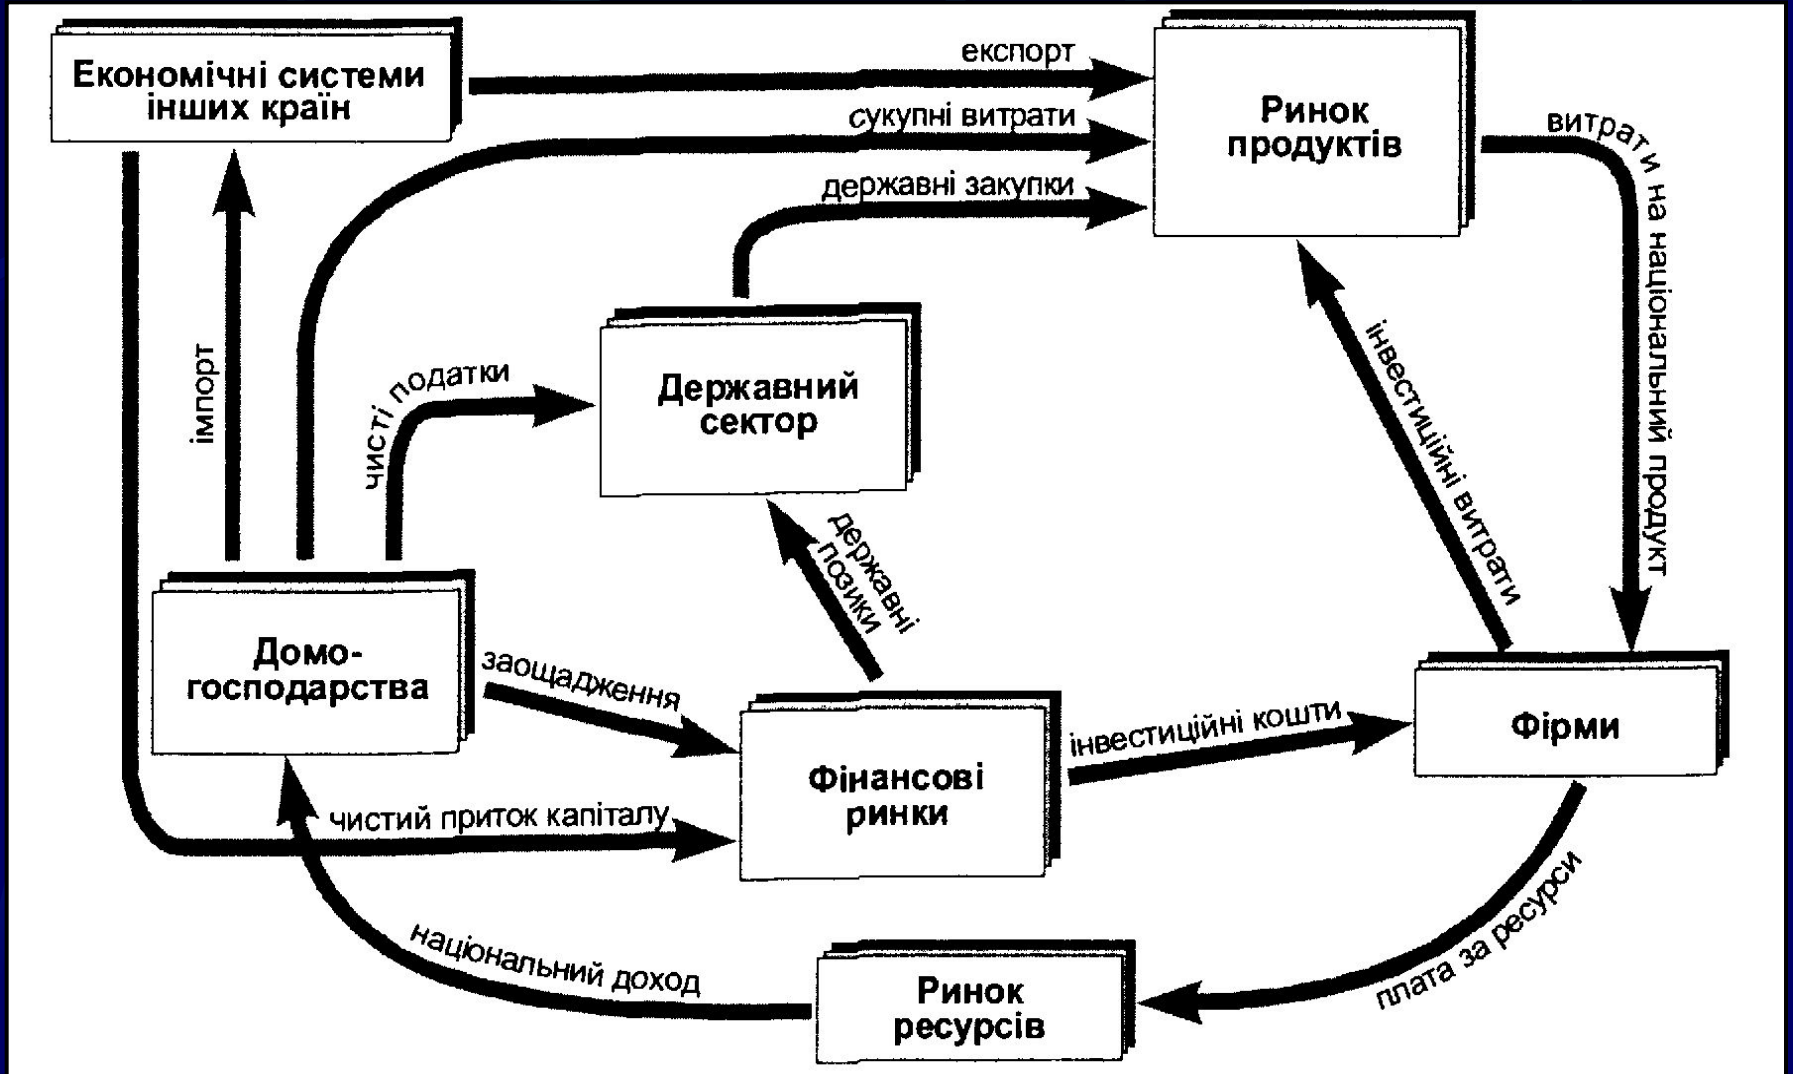 Економічні системи
інших країн
експорт
Ринок
продуктів
сукупні витрати
державні закупки
витрати на національний продукт
імпорт
чисті податки
Державний
сектор
інвестиційні витрати
державні
позики
Домо-
господарства
заощадження
інвестиційні кошти
Фірми
Фінансові
ринки
чистий приток капіталу
національний доход
плата за ресурси
Ринок
ресурсів